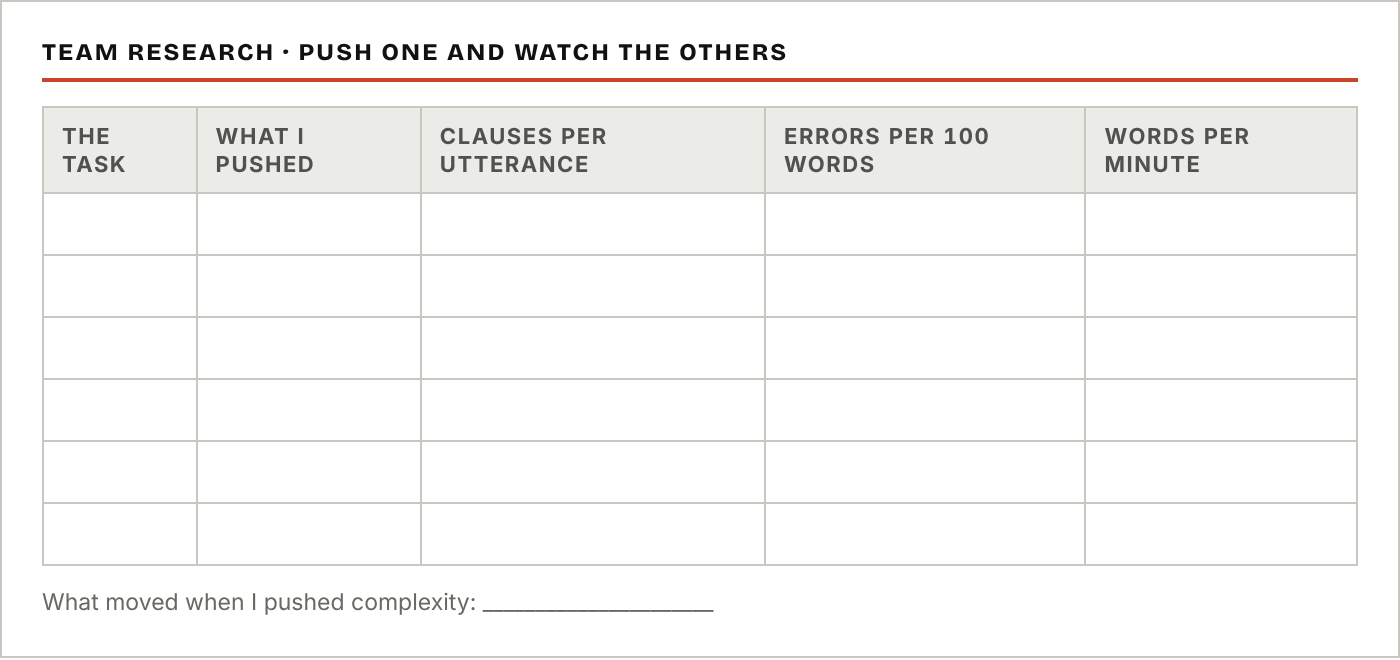 TEAM RESEARCH · PUSH ONE AND WATCH THE OTHERS
THE TASK
WHAT I PUSHED
CLAUSES PER UTTERANCE
ERRORS PER 100 WORDS
WORDS PER MINUTE
What moved when I pushed complexity: ____________________